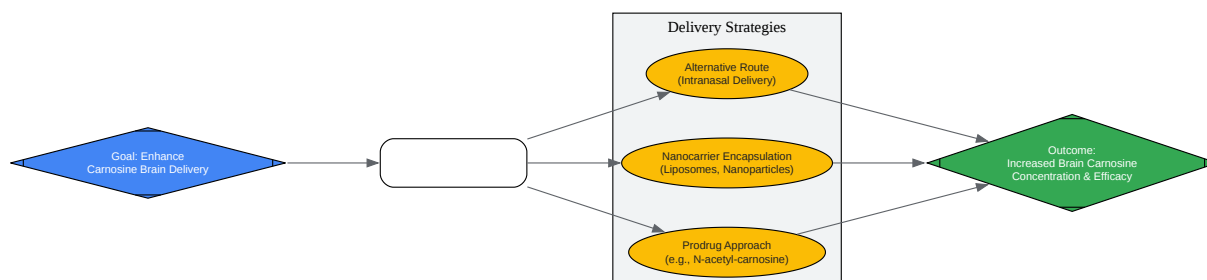 Delivery Strategies
Alternative Route
(Intranasal Delivery)
Goal: Enhance
Carnosine Brain Delivery
Nanocarrier Encapsulation
(Liposomes, Nanoparticles)
Outcome:
Increased Brain Carnosine
Concentration & Efficacy
Prodrug Approach
(e.g., N-acetyl-carnosine)